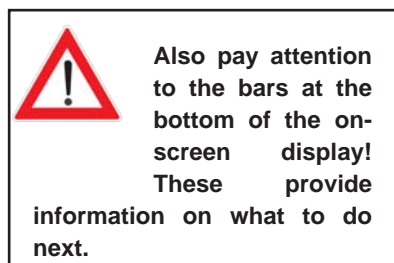 Also pay attention
to the bars at the
bottom of the on-
screen display!
These provide
information on what to do
next.